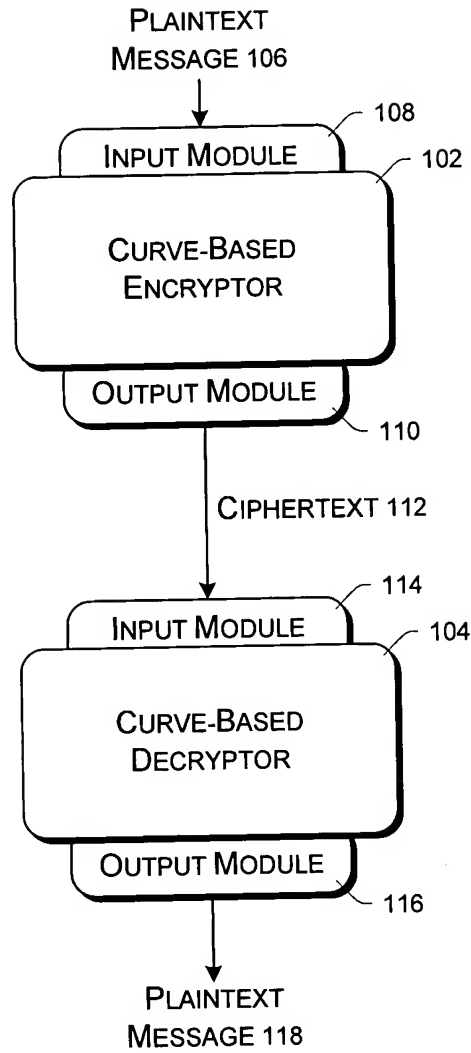 PLAINTEXT
MESSAGE 106
108
INPUT MODULE
102
CURVE-BASED
ENCRYPTOR
OUTPUT MODULE
110
CIPHERTEXT 112
114
INPUT MODULE
104
CURVE-BASED
DECRYPTOR
OUTPUT MODULE
116
PLAINTEXT
MESSAGE 118